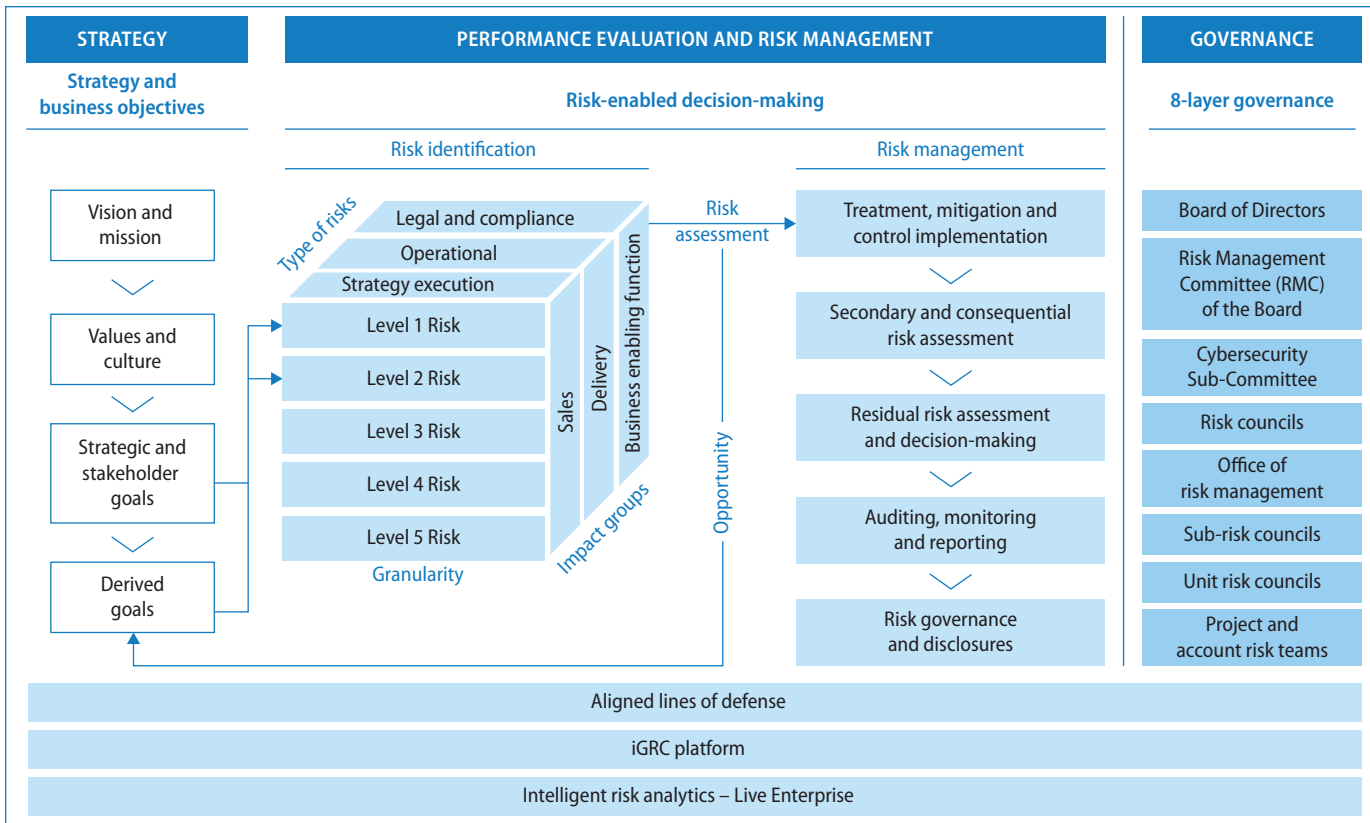 STRATEGY
Strategy and
business objectives
Vision and
mission
Values and
culture
Strategic and
stakeholder
goals
Derived
goals
PERFORMANCE EVALUATION AND RISK MANAGEMENT
Risk-enabled decision-making
Risk identification
Type of risks
Legal and compliance
Operational
Strategy execution
Level 1 Risk
Level 2 Risk
Level 3 Risk
Level 4 Risk
Level 5 Risk
Granularity
Sales
Delivery
Business enabling function
Impact groups
Risk
assessment
Opportunity
Risk management
Treatment, mitigation and
control implementation
Secondary and consequential
risk assessment
Residual risk assessment
and decision-making
Auditing, monitoring
and reporting
Risk governance
and disclosures
GOVERNANCE
8-layer governance
Board of Directors
Risk Management
Committee (RMC)
of the Board
Cybersecurity
Sub-Committee
Risk councils
Office of
risk management
Sub-risk councils
Unit risk councils
Project and
account risk teams
Aligned lines of defense
iGRC platform
Intelligent risk analytics – Live Enterprise